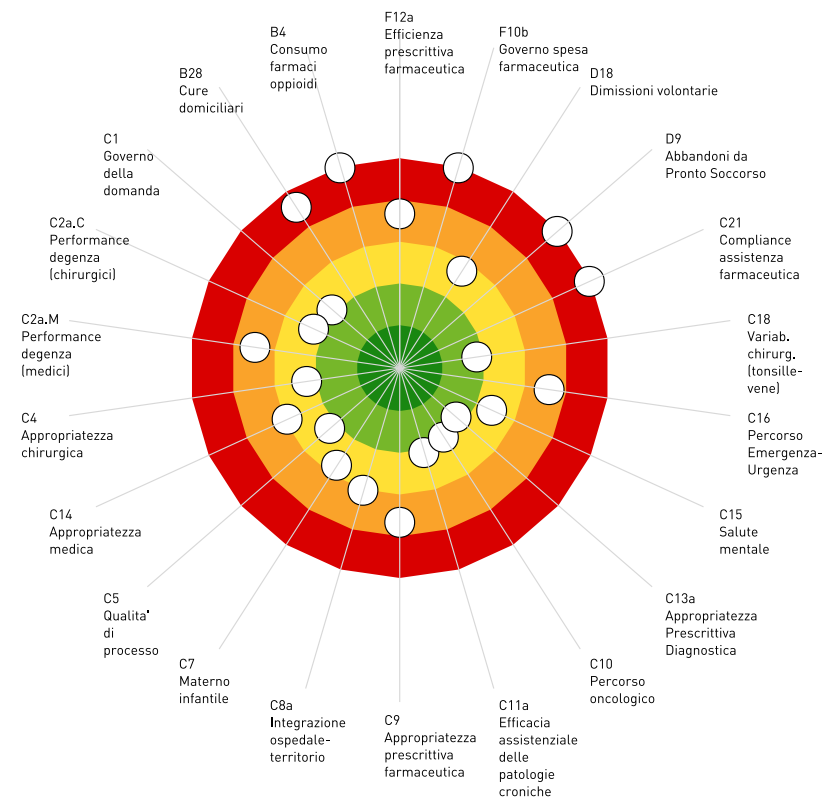 F12a
Efficienza
prescrittiva
farmaceutica
F10b
Governo spesa
farmaceutica
D18
Dimissioni volontarie
D9
Abbandoni da
Pronto Soccorso
C21
Compliance
assistenza
farmaceutica
C18
Variab.
chirurg.
(tonsille-
vene)
C16
Percorso
Emergenza-
Urgenza
C15
Salute
mentale
C13a
Appropriatezza
Prescrittiva
Diagnostica
C10
Percorso
oncologico
C11a
Efficacia
assistenziale
delle
patologie
croniche
C9
Appropriatezza
prescrittiva
farmaceutica
C8a
Integrazione
ospedale-
territorio
C7
Materno
infantile
C5
Qualita'
di
processo
C14
Appropriatezza
medica
C4
Appropriatezza
chirurgica
C2a.M
Performance
degenza
(medici)
C2a.C
Performance
degenza
(chirurgici)
C1
Governo
della
domanda
B28
Cure
domiciliari
B4
Consumo
farmaci
oppioidi